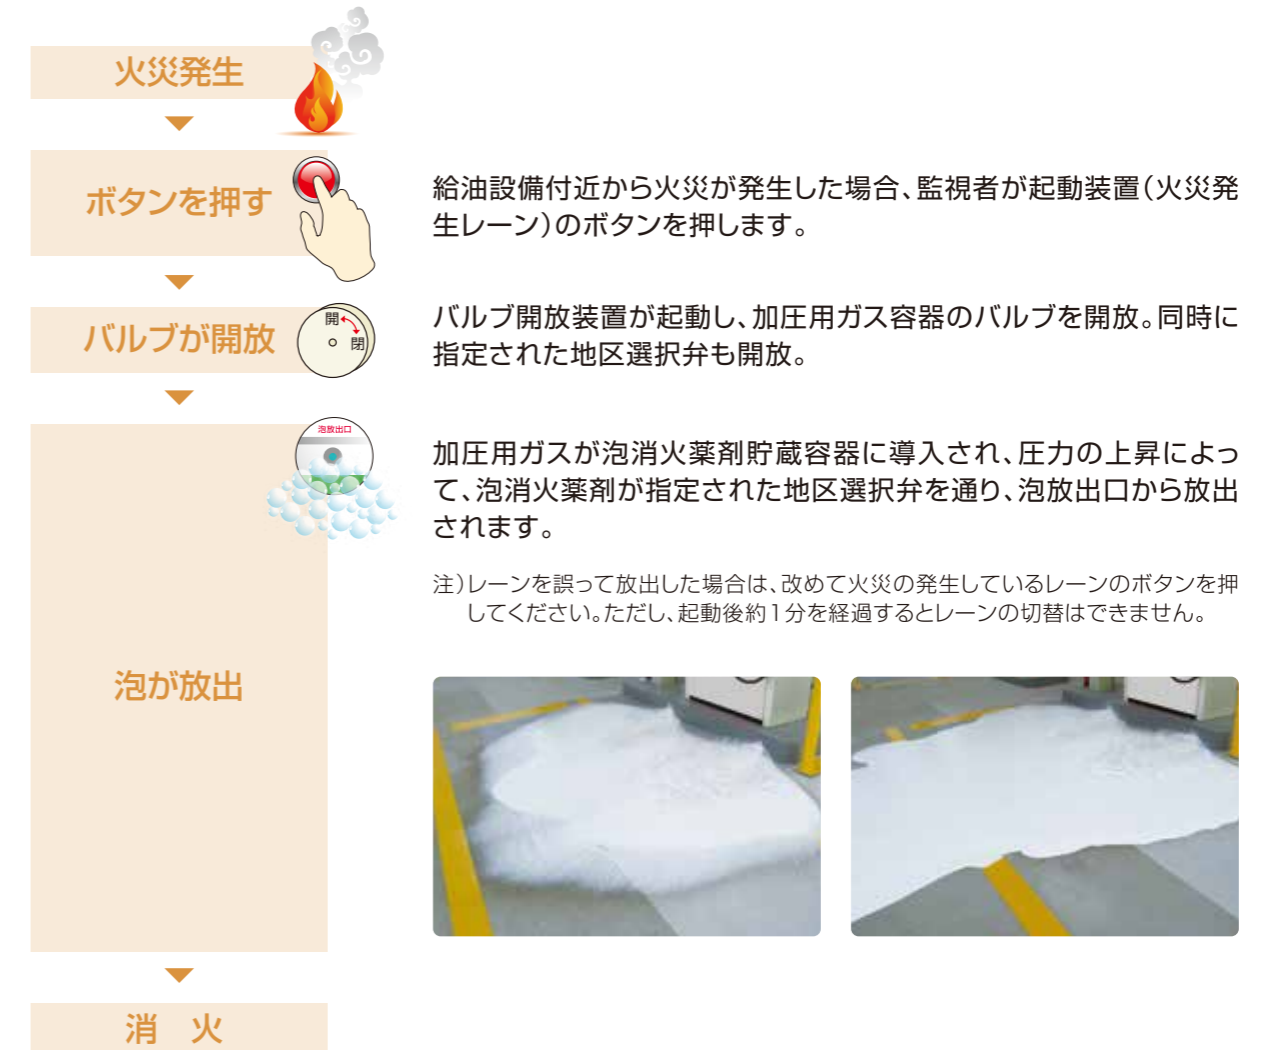 火災発生
ボタンを押す
給油設備付近から火災が発生した場合、監視者が起動装置（火災発
生レーン）のボタンを押します。
バルブが開放
開
閉
バルブ開放装置が起動し、加圧用ガス容器のバルブを開放。同時に
指定された地区選択弁も開放。
泡放出口
加圧用ガスが泡消火薬剤貯蔵容器に導入され、圧力の上昇によっ
て、泡消火薬剤が指定された地区選択弁を通り、泡放出口から放出
されます。
注）レーンを誤って放出した場合は、改めて火災の発生しているレーンのボタンを押
してください。ただし、起動後約1分を経過するとレーンの切替はできません。
泡が放出
消　火